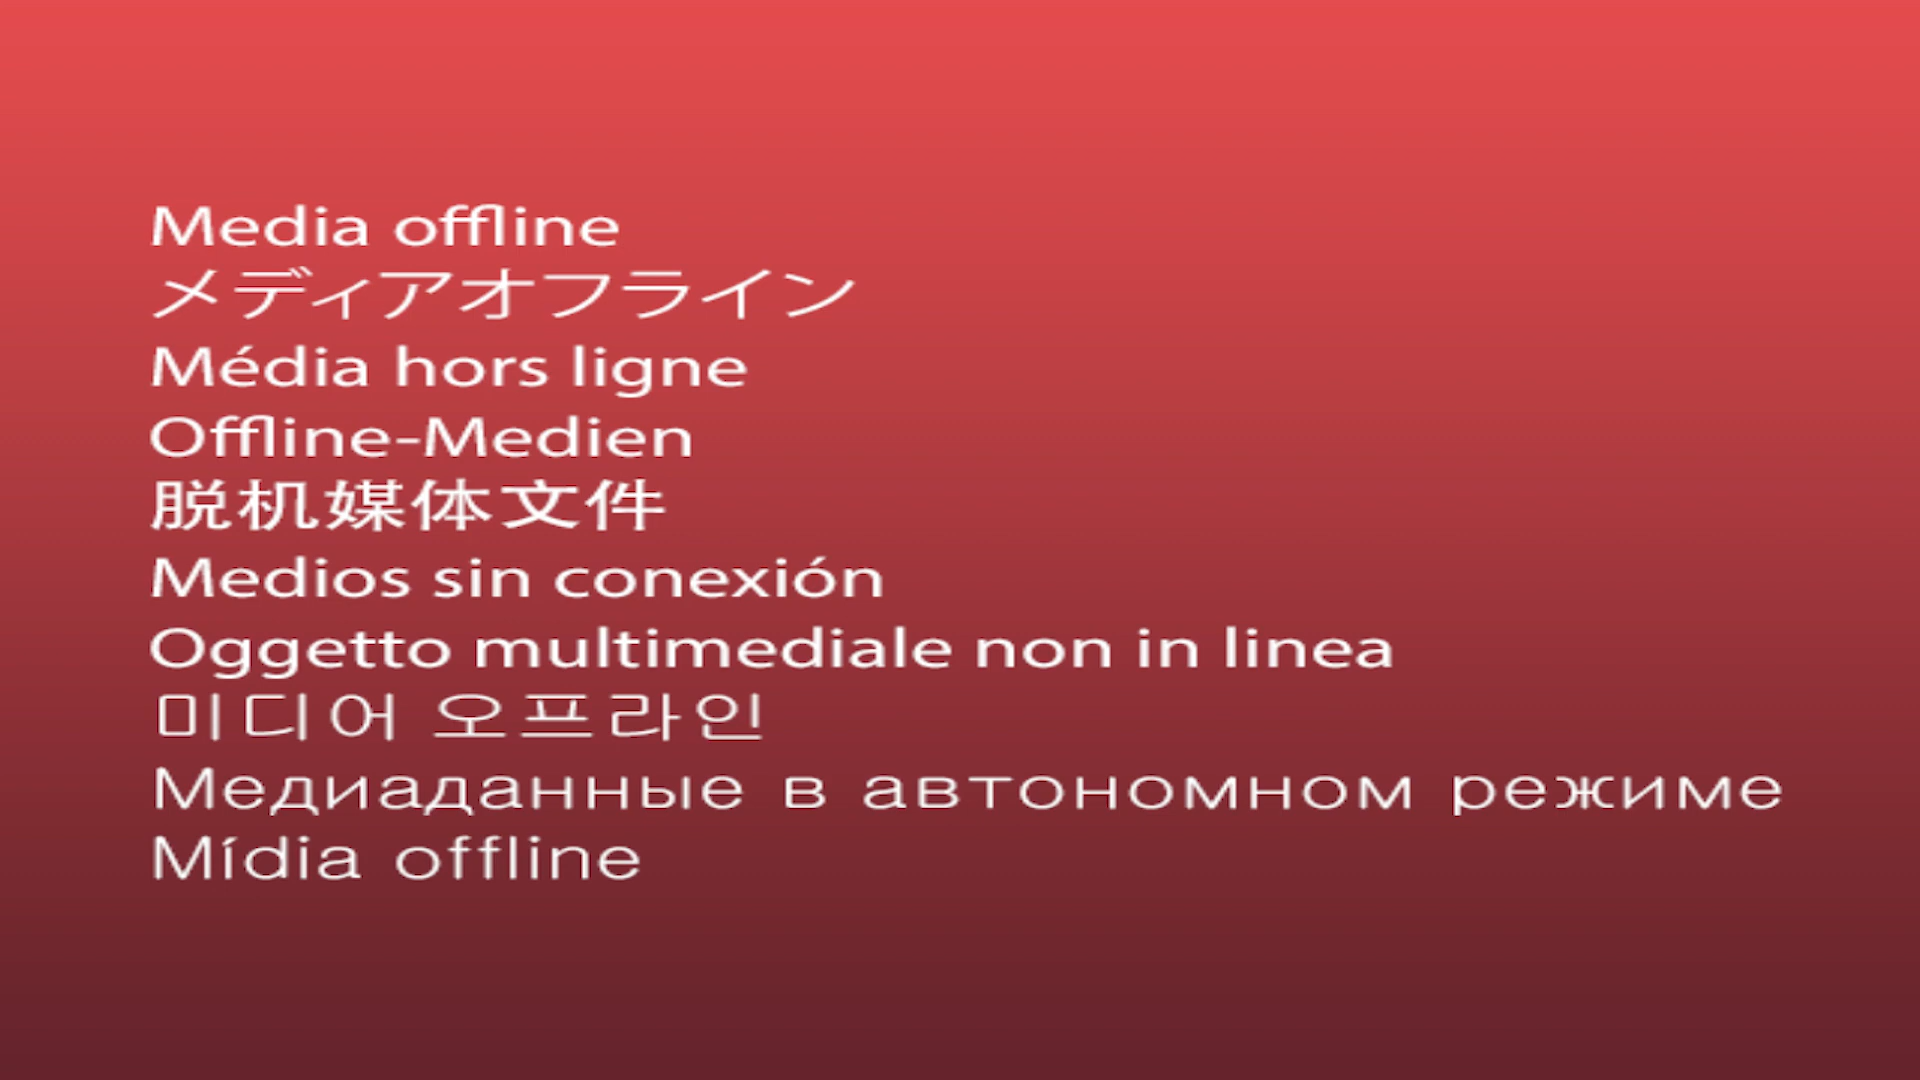 Media offline
メディアオフライン
Média hors ligne
Offline-Medien
脱机媒体文件
Medios sin conexión
Oggetto multimediale non in linea
미디어 오프라인
Медиаданные в автономном режиме
Mídia offline